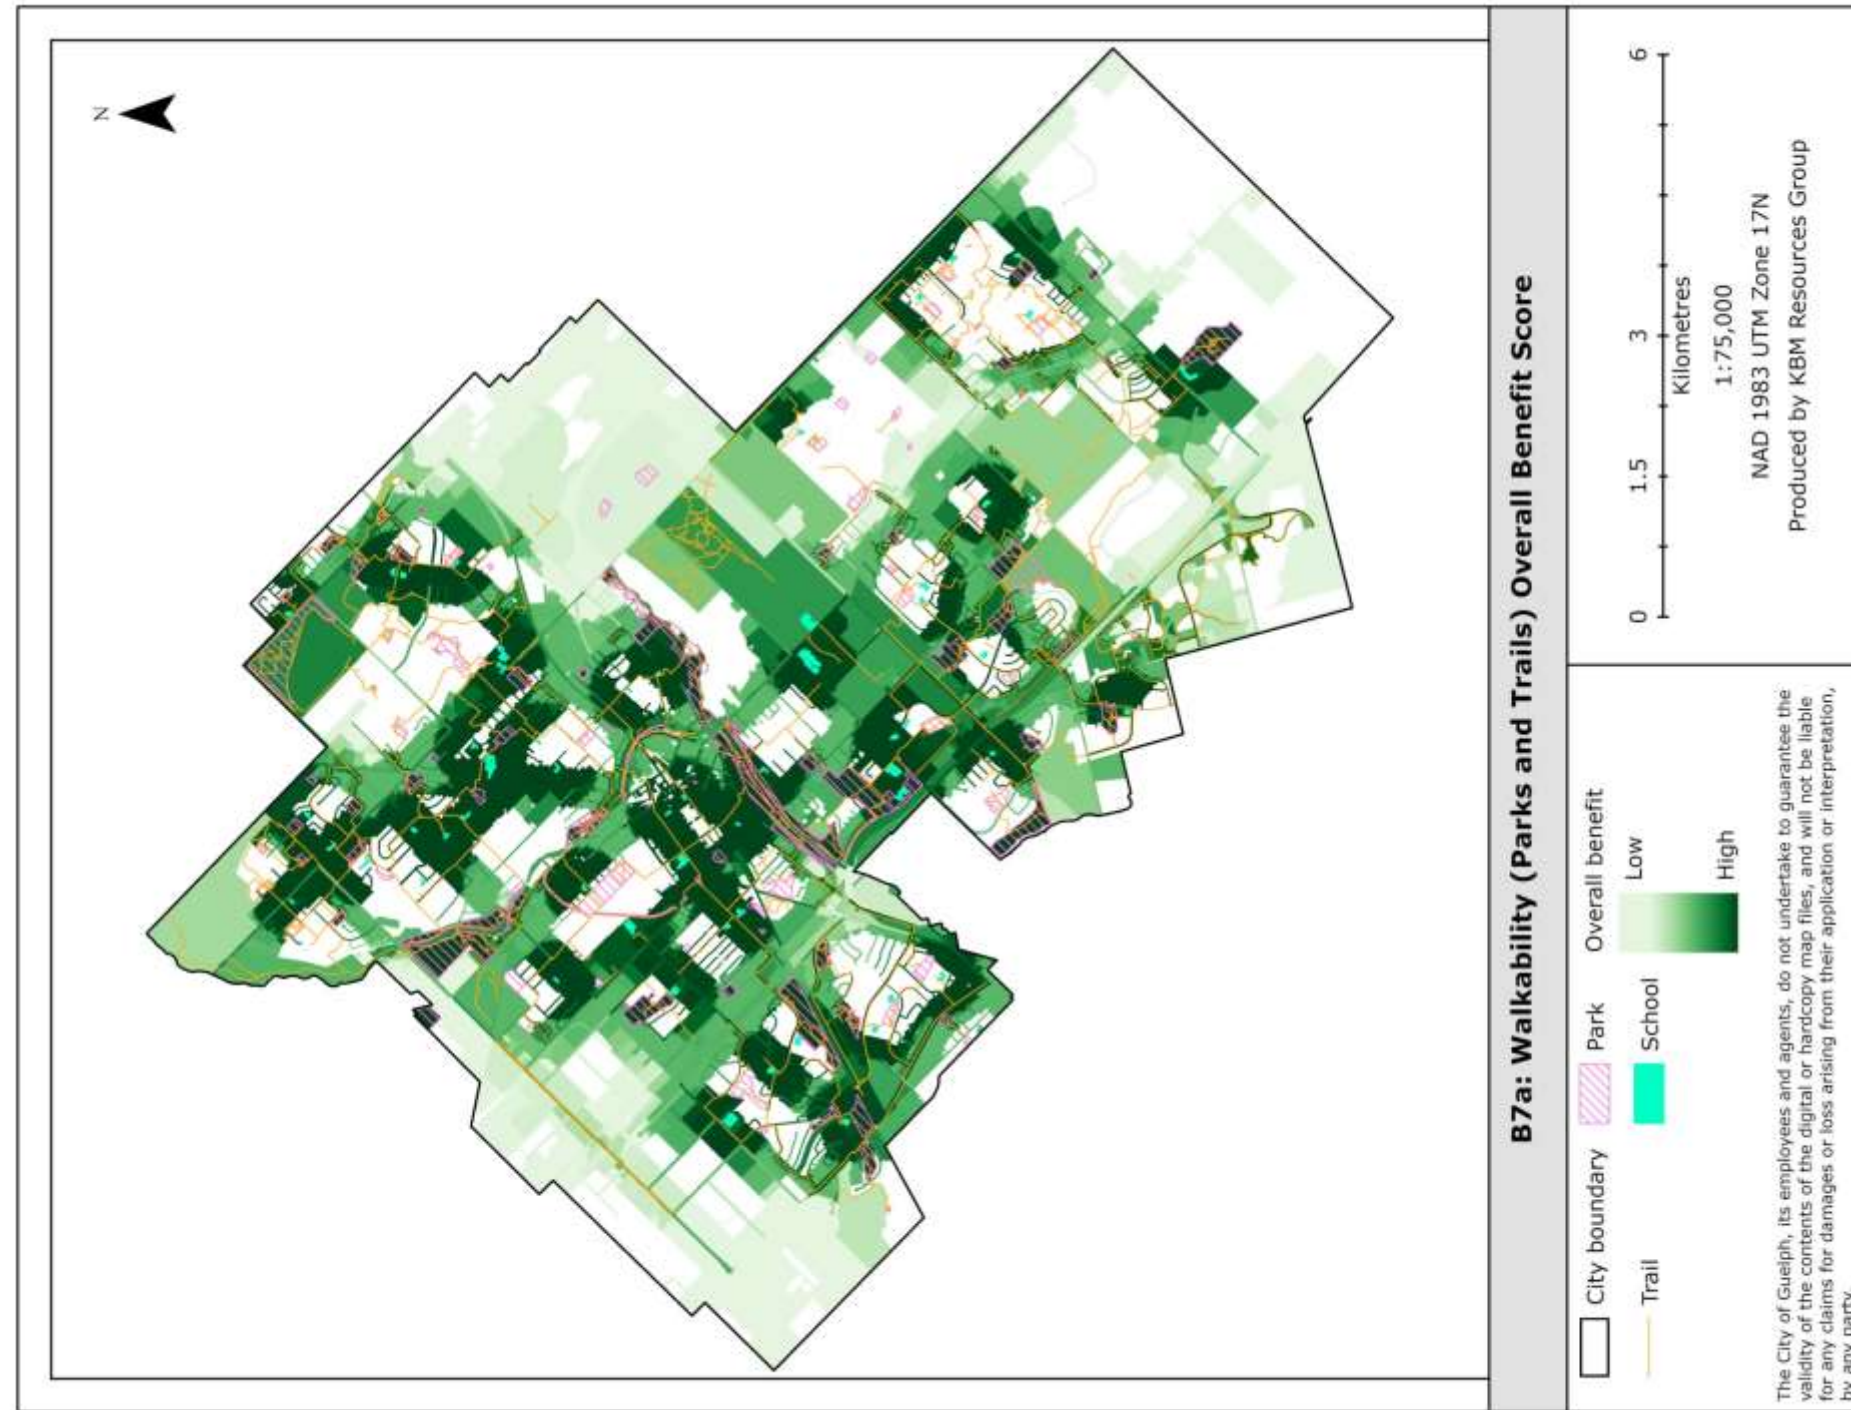 N
B7a: Walkability (Parks and Trails) Overall Benefit Score
City boundary
Park
Overall benefit
Trail
School
Low
High
The City of Guelph, its employees and agents, do not undertake to guarantee the
validity of the contents of the digital or hardcopy map files, and will not be liable
for any claims for damages or loss arising from their application or interpretation,
by any party.
0 1.5 3 6
Kilometres
1:75,000
NAD 1983 UTM Zone 17N
Produced by KBM Resources Group